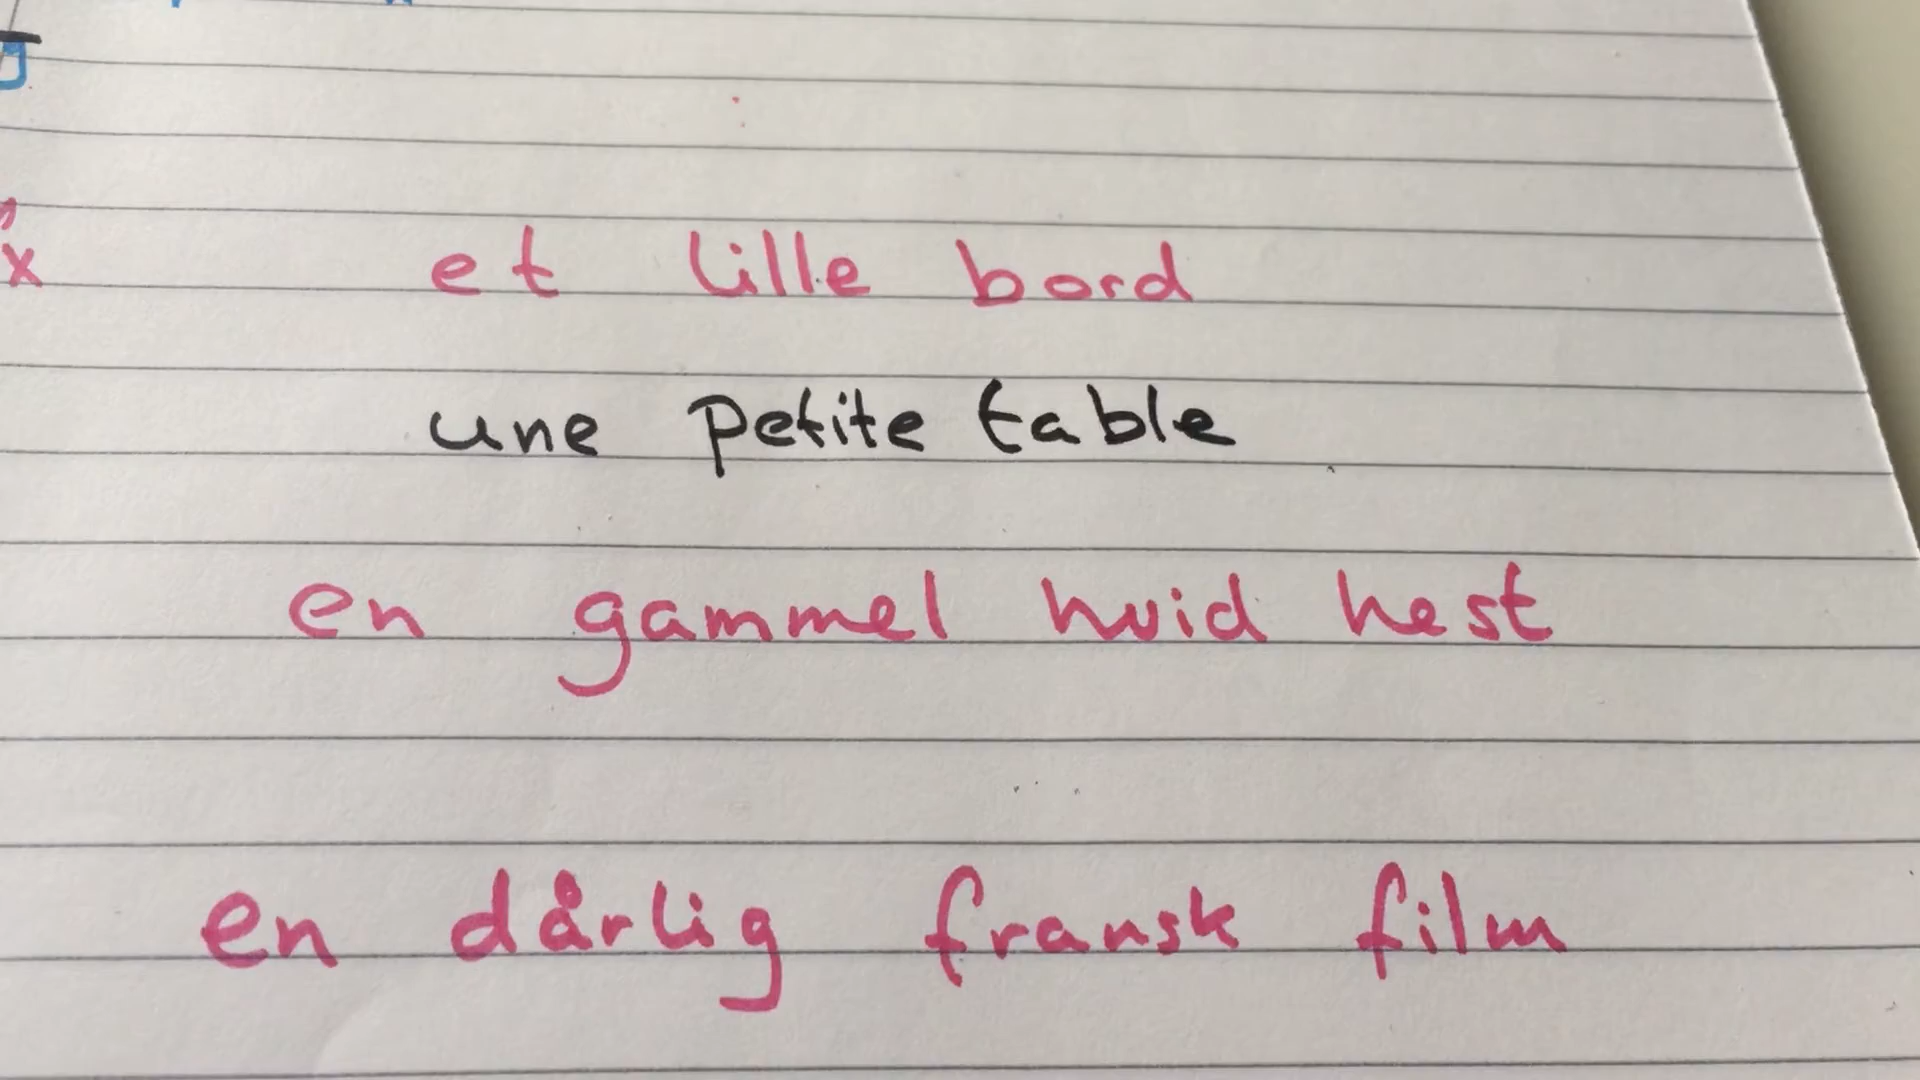 x et lille bord
une petite table
en gammel hvid hest
en dårlig fransk film